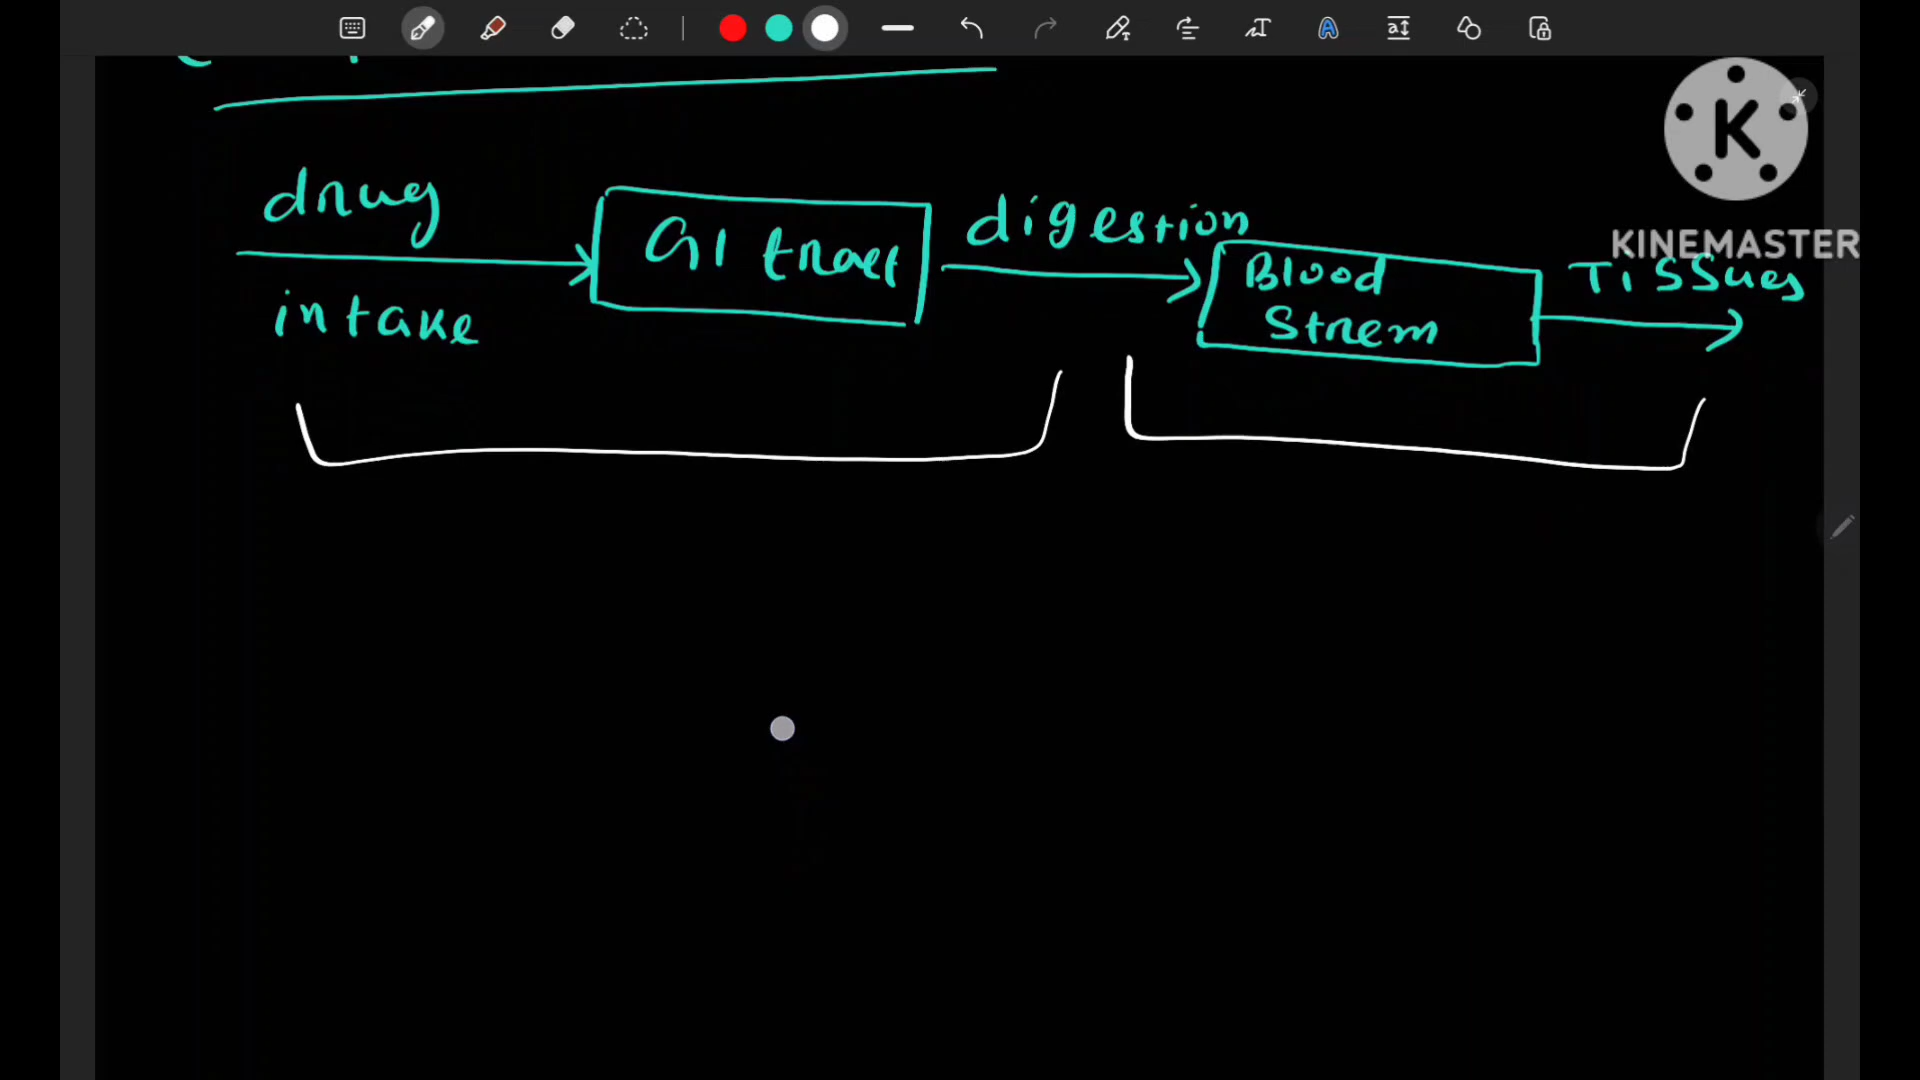 drug
intake
GI tract
digestion
Blood
Strem
Tissues
K
KINEMASTER